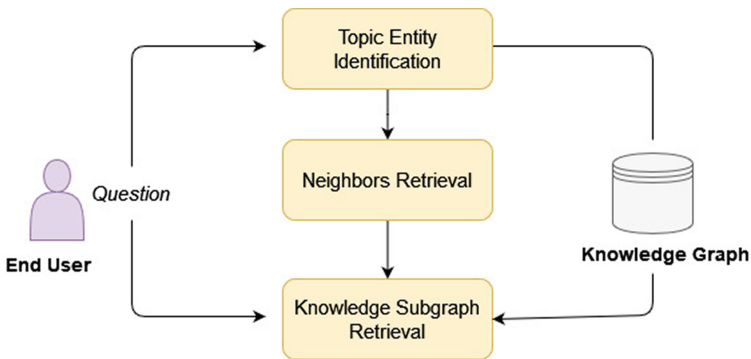 Topic Entity
Identification
Question
Neighbors Retrieval
End User
Knowledge Graph
Knowledge Subgraph
Retrieval